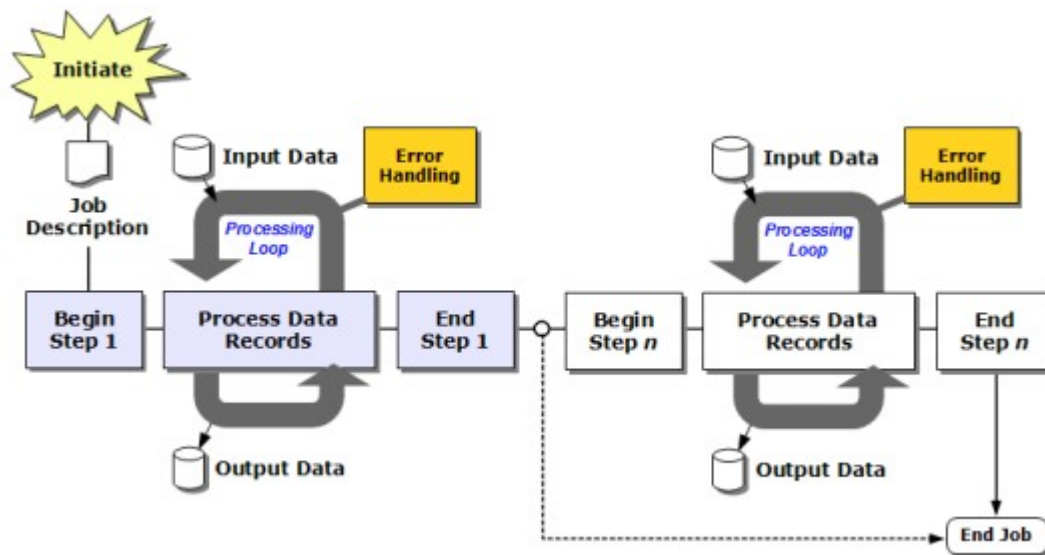 Initiate
Job
Description
Input Data
Error
Handling
Processing
Loop
Begin
Step 1
Process Data
Records
End
Step 1
Output Data
Input Data
Error
Handling
Processing
Loop
Begin
Step n
Process Data
Records
End
Step n
Output Data
End Job